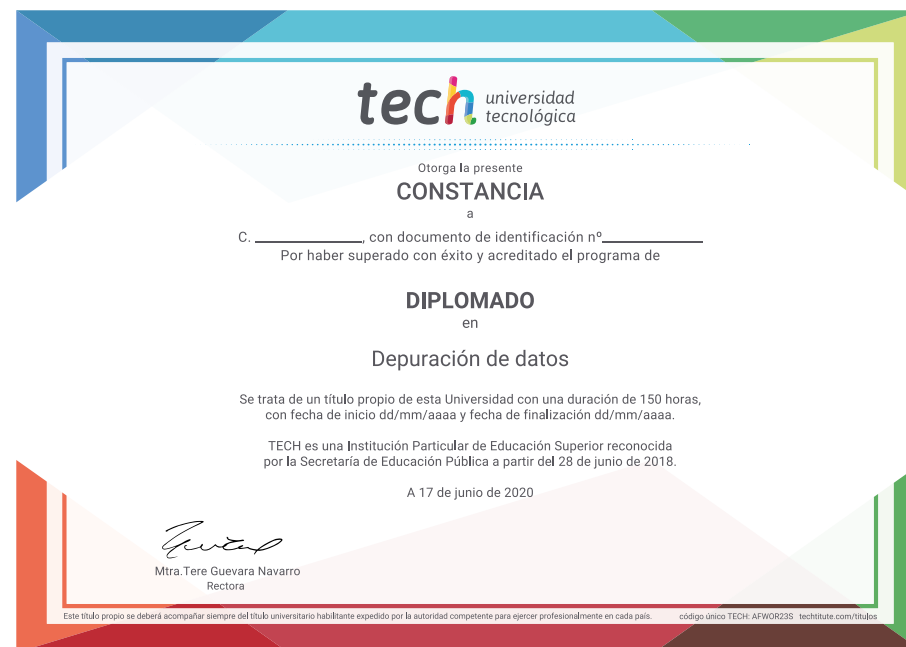 tech universidad
tecnológica
Otorga la presente
CONSTANCIA
a
C. ____________, con documento de identificación nº____________
Por haber superado con éxito y acreditado el programa de
DIPLOMADO
en
Depuración de datos
Se trata de un título propio de esta Universidad con una duración de 150 horas,
con fecha de inicio dd/mm/aaaa y fecha de finalización dd/mm/aaaa.
TECH es una Institución Particular de Educación Superior reconocida
por la Secretaría de Educación Pública a partir del 28 de junio de 2018.
A 17 de junio de 2020
Mtra.Tere Guevara Navarro
Rectora
Este título propio se deberá acompañar siempre del título universitario habilitante expedido por la autoridad competente para ejercer profesionalmente en cada país. código único TECH: AFWOR23S techtitute.com/titulos